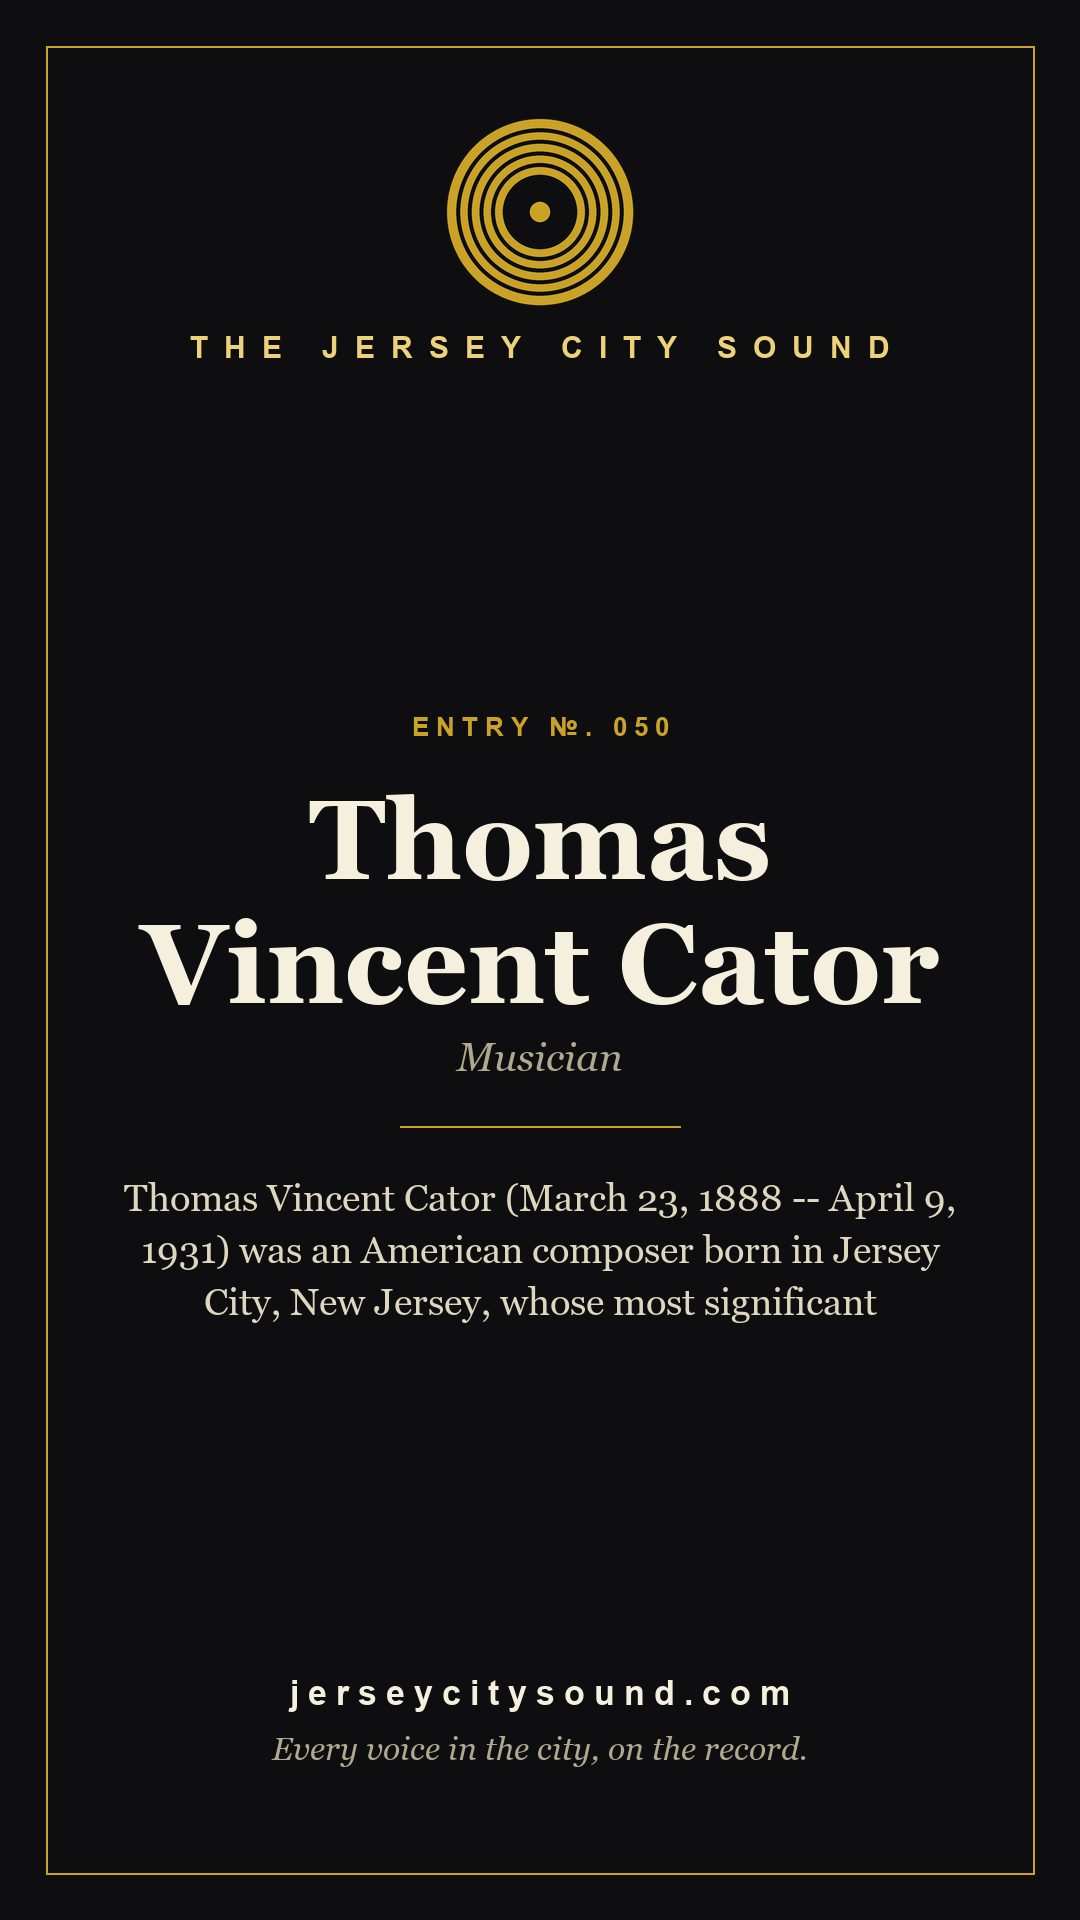 THE JERSEY CITY SOUND
ENTRY №. 050
Thomas
Vincent Cator
Musician
Thomas Vincent Cator (March 23, 1888 -- April 9,
1931) was an American composer born in Jersey
City, New Jersey, whose most significant
jerseycitysound.com
Every voice in the city, on the record.